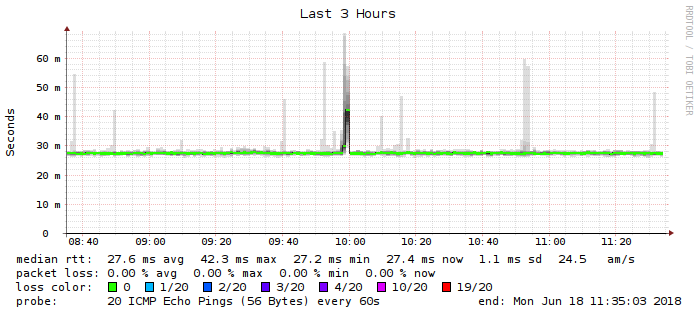 Last 3 Hours
RRDTOOL / TOBI OETIKER
Seconds
60 m
50 m
40 m
30 m
20 m
10 m
0
08:40 09:00 09:20 09:40 10:00 10:20 10:40 11:00 11:20
median rtt: 27.6 ms avg 42.3 ms max 27.2 ms min 27.4 ms now 1.1 ms sd 24.5 am/s
packet loss: 0.00 % avg 0.00 % max 0.00 % min 0.00 % now
loss color: 0 1/20 2/20 3/20 4/20 10/20 19/20
probe: 20 ICMP Echo Pings (56 Bytes) every 60s end: Mon Jun 18 11:35:03 2018